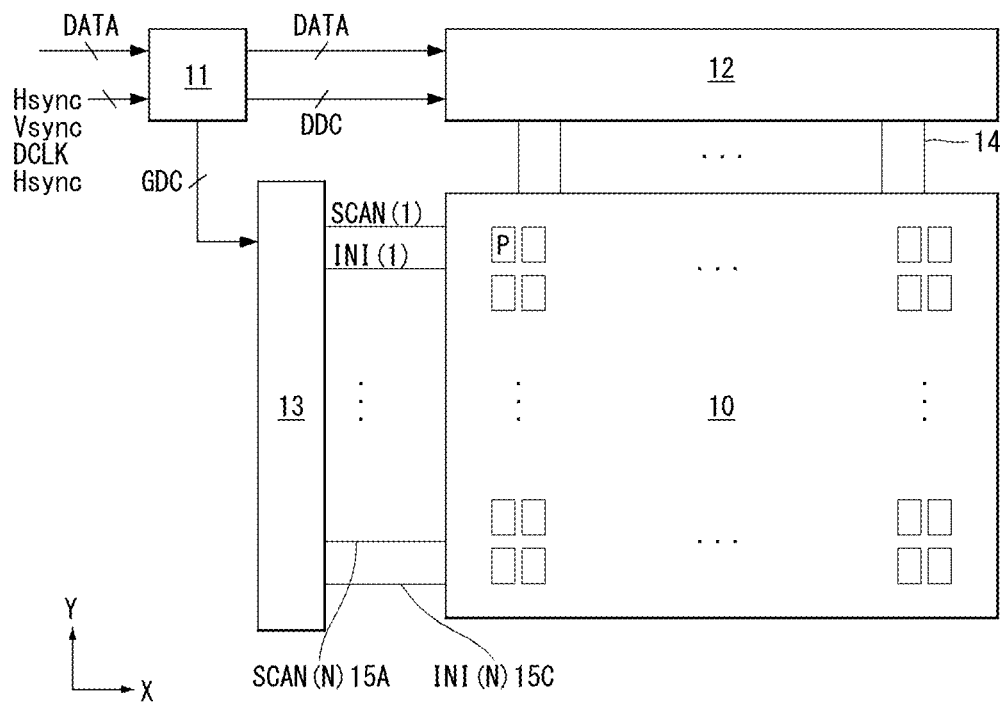 DATA
DATA
11
12
Hsync
Vsync
DCLK
Hsync
DDC
14
GDC
SCAN(1)
P
INI(1)
13
10
Y
X
SCAN(N)15A
INI(N)15C